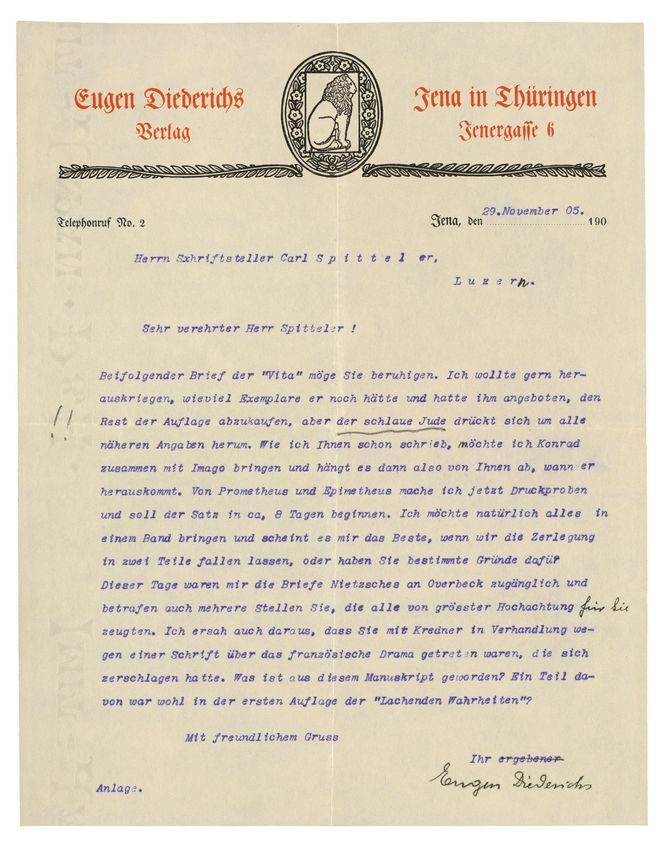 Eugen Diederichs
Verlag
Jena in Thüringen
Jenergasse 6
Telephonruf No. 2
Jena, den 29.November 05. 190
Herrn Sxhriftsteller Carl S p i t t e l er,
L u z e r n.
Sehr verehrter Herr Spitteler !
Beifolgender Brief der "Vita" möge Sie beruhigen. Ich wollte gern her-
auskriegen, wieviel Exemplare er noch hätte und hatte ihm angeboten, den
!! Rest der Auflage abzukaufen, aber der schlaue Jude drückt sich um alle
näheren Angaben herum. Wie ich Ihnen schon schrieb, möchte ich Konrad
zusammen mit Imago bringen und hängt es dann also von Ihnen ab, wann er
herauskommt. Von Prometheus und Epimetheus mache ich jetzt Druckproben
und soll der Satz in ca, 8 Tagen beginnen. Ich möchte natürlich alles in
einem Band bringen und scheint es mir das Beste, wenn wir die Zerlegung
in zwei Teile fallen lassen, oder haben Sie bestimmte Gründe dafür?
Dieser Tage waren mir die Briefe Nietzsches an Overbeck zugänglich und
betrafen auch mehrere Stellen Sie, die alle von grösster Hochachtung für Sie
zeugten. Ich ersah auch daraus, dass Sie mit Kredner in Verhandlung we-
gen einer Schrift über das französische Drama getreten waren, die sich
zerschlagen hatte. Was ist aus diesem Manuskript geworden? Ein Teil da-
von war wohl in der ersten Auflage der "Lachenden Wahrheiten"?
Mit freundlichem Gruss
Ihr ergebener
Eugen Diederichs
Anlage.